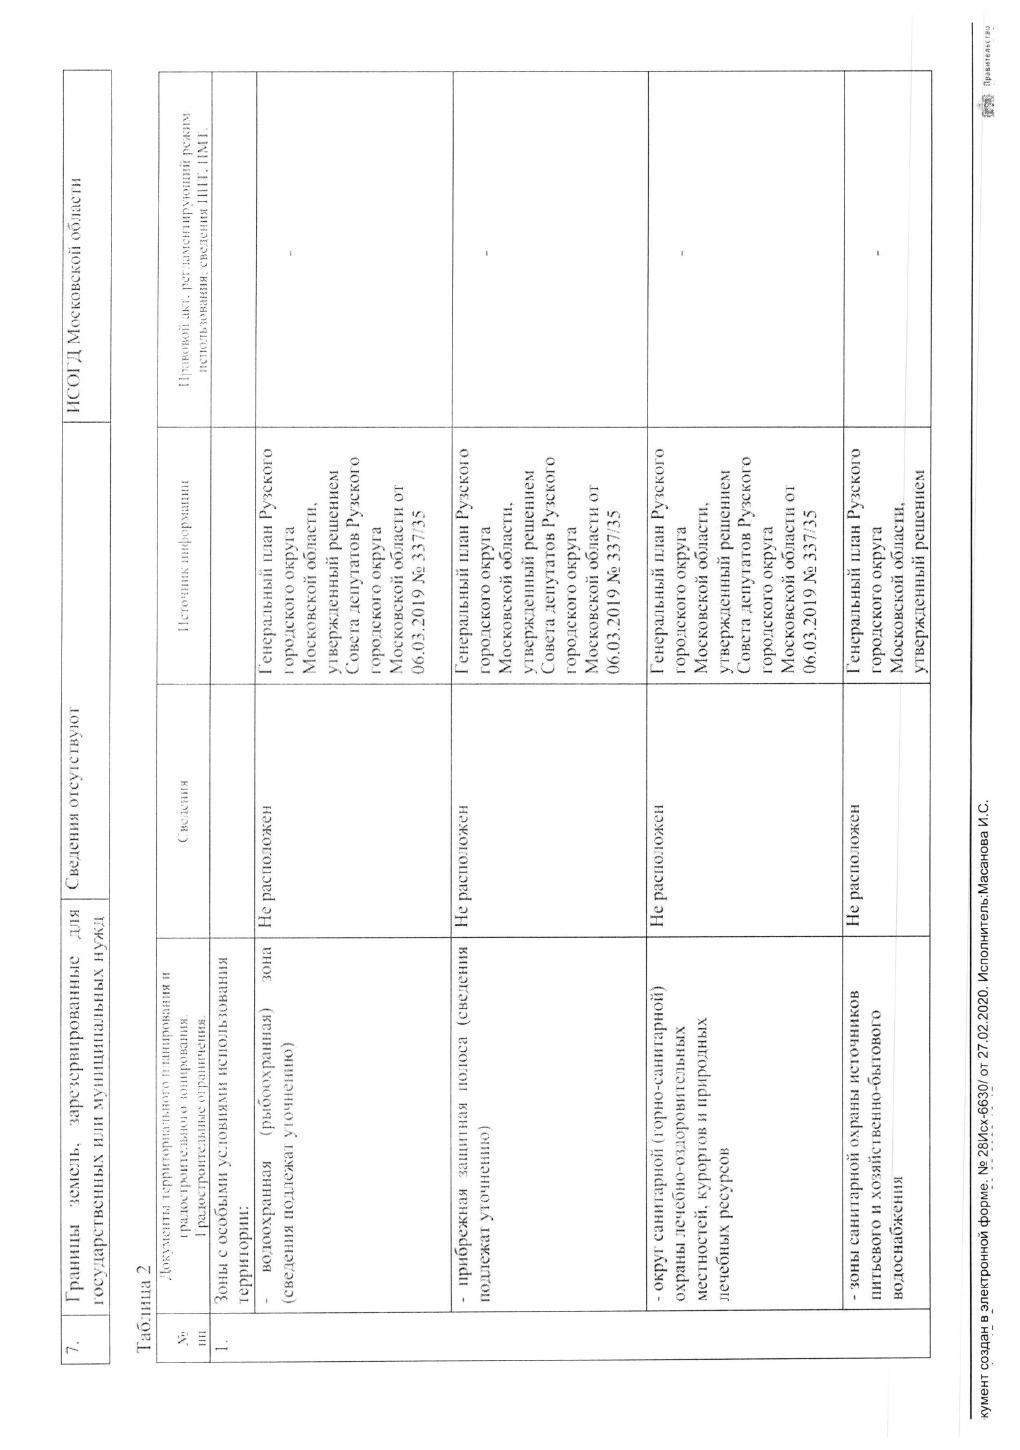 7.
Границы земель, зарезервированные для
государственных или муниципальных нужд
Сведения отсутствуют
ИСОГД Московской области
Таблица 2
№
пп
Документы территориального планирования и
градостроительного зонирования.
Градостроительные ограничения.
Сведения
Источник информации
Правовой акт, регламентирующий режим
использования, сведения ППТ, ПМТ.
1.
Зоны с особыми условиями использования
территории:
- водоохранная (рыбоохранная) зона
(сведения подлежат уточнению)
Не расположен
Генеральный план Рузского
городского округа
Московской области,
утвержденный решением
Совета депутатов Рузского
городского округа
Московской области от
06.03.2019 № 337/35
-
- прибрежная защитная полоса (сведения
подлежат уточнению)
Не расположен
Генеральный план Рузского
городского округа
Московской области,
утвержденный решением
Совета депутатов Рузского
городского округа
Московской области от
06.03.2019 № 337/35
-
- округ санитарной (горно-санитарной)
охраны лечебно-оздоровительных
местностей, курортов и природных
лечебных ресурсов
Не расположен
Генеральный план Рузского
городского округа
Московской области,
утвержденный решением
Совета депутатов Рузского
городского округа
Московской области от
06.03.2019 № 337/35
-
- зоны санитарной охраны источников
питьевого и хозяйственно-бытового
водоснабжения
Не расположен
Генеральный план Рузского
городского округа
Московской области,
утвержденный решением
-
кумент создан в электронной форме. № 28Исх-6630/ от 27.02.2020. Исполнитель:Масанова И.С.
Правительство